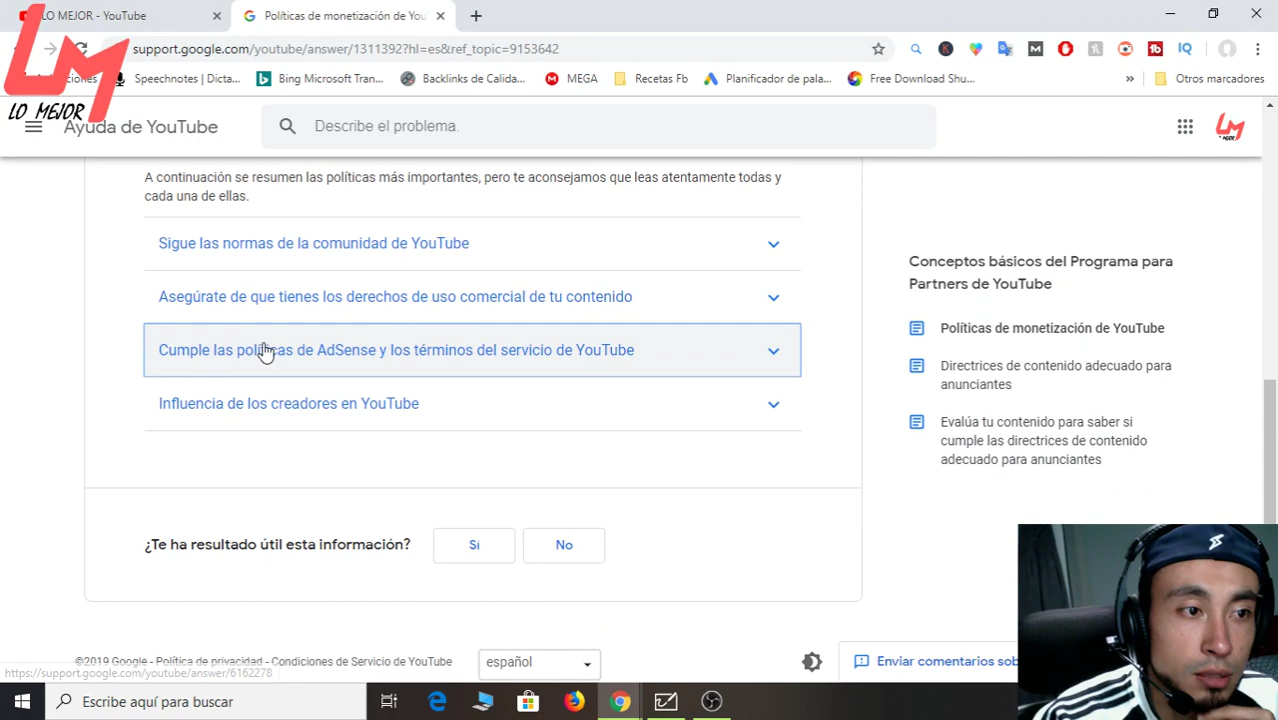 LO MEJOR - YouTube
Políticas de monetización de You
support.google.com/youtube/answer/1311392?hl=es&ref_topic=9153642
Speechnotes | Dicta...
Bing Microsoft Tran...
Backlinks de Calida...
MEGA
Recetas Fb
Planificador de pala...
Free Download Shu...
»
Otros marcadores
LM
LO MEJOR
Ayuda de YouTube
Describe el problema.
LM
MEJOR
A continuación se resumen las políticas más importantes, pero te aconsejamos que leas atentamente todas y
cada una de ellas.
Sigue las normas de la comunidad de YouTube
Asegúrate de que tienes los derechos de uso comercial de tu contenido
Cumple las políticas de AdSense y los términos del servicio de YouTube
Influencia de los creadores en YouTube
Conceptos básicos del Programa para
Partners de YouTube
Políticas de monetización de YouTube
Directrices de contenido adecuado para
anunciantes
Evalúa tu contenido para saber si
cumple las directrices de contenido
adecuado para anunciantes
¿Te ha resultado útil esta información?
Si
No
©2019 Google - Política de privacidad - Condiciones de Servicio de YouTube
español
Enviar comentarios sob
https://support.google.com/youtube/answer/6162278
Escribe aquí para buscar